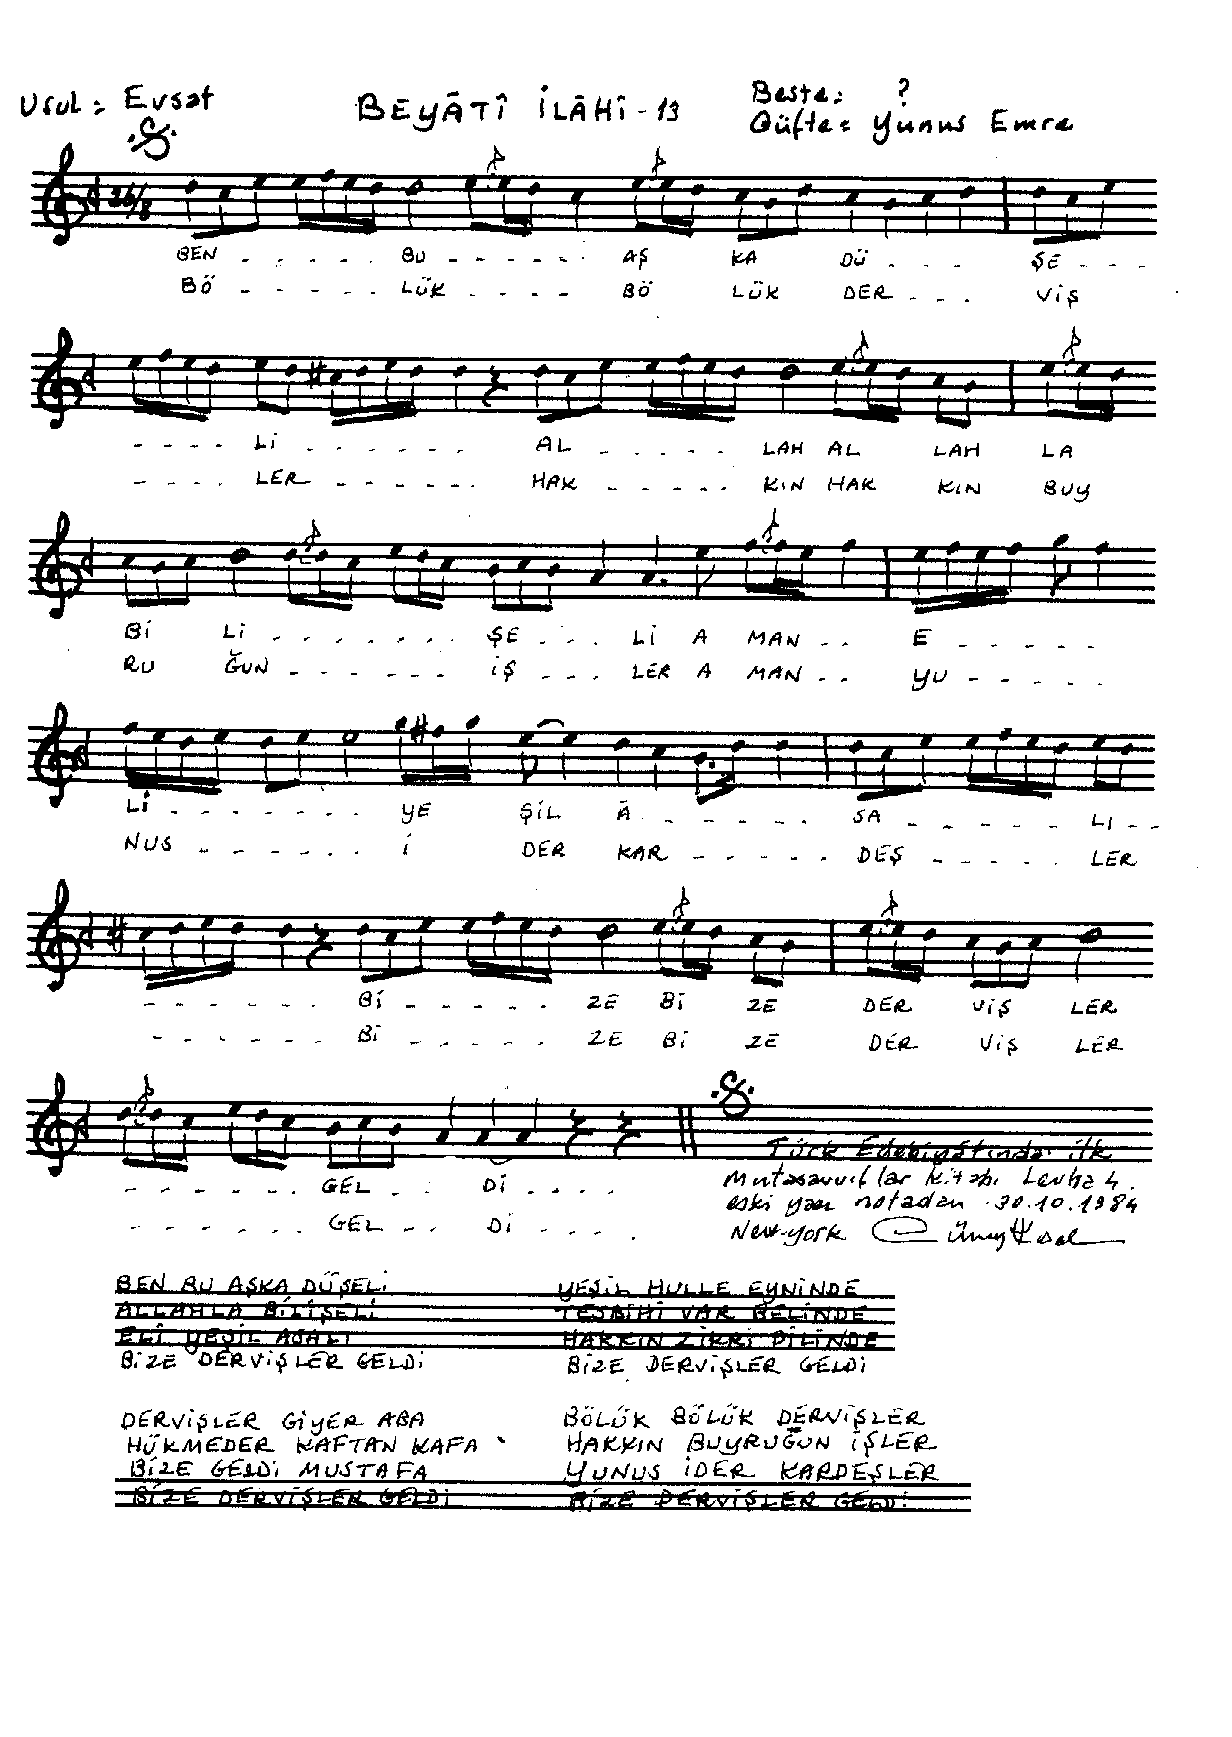 Usul : Evsat
BEYÂTÎ İLÂHÎ - 13
Beste: ?
Güfte: Yunus Emre
26/8
BEN - - - - - BU - - - - - AŞ KA DÜ - - - ŞE - - -
BÖ - - - - - LÜK - - - - BÖ LÜK DER - - - VİŞ
- - - - Lİ - - - - - - AL - - - - - LAH AL LAH LA
- - - - LER - - - - - - HAK - - - - - KIN HAK KIN BUY
Bİ Lİ - - - - - - - ŞE - - - Lİ A MAN - - E - - - - -
RU ĞUN - - - - - - İŞ - - - LER A MAN - - YU - - - - -
Lİ - - - - - - - YE ŞİL Â - - - - - - SA - - - - - LI - -
NUS - - - - - - İ DER KAR - - - - - - DEŞ - - - - - LER
- - - - - - Bİ - - - - - ZE Bİ ZE DER VİŞ LER
- - - - - - Bİ - - - - - ZE Bİ ZE DER VİŞ LER
- - - - - - GEL - - Dİ - - - -
- - - - - - GEL - - Dİ - - - -
Türk Edebiyâtında ilk
Mutasavvıflar kitabı Levha 4.
eski yazı notadan 30.10.1984
New-york
BEN BU AŞKA DÜŞELİ
ALLAHLA BİLİŞELİ
ELİ YEŞİL ASALI
BİZE DERVİŞLER GELDİ
YEŞİL HULLE EYNİNDE
TESBİHİ VAR BELİNDE
HAKKIN ZİKRİ DİLİNDE
BİZE DERVİŞLER GELDİ
DERVİŞLER GİYER ABA
HÜKMEDER KAFTAN KAFA
BİZE GELDİ MUSTAFA
BİZE DERVİŞLER GELDİ
BÖLÜK BÖLÜK DERVİŞLER
HAKKIN BUYRUĞUN İŞLER
YUNUS İDER KARDEŞLER
BİZE DERVİŞLER GELDİ